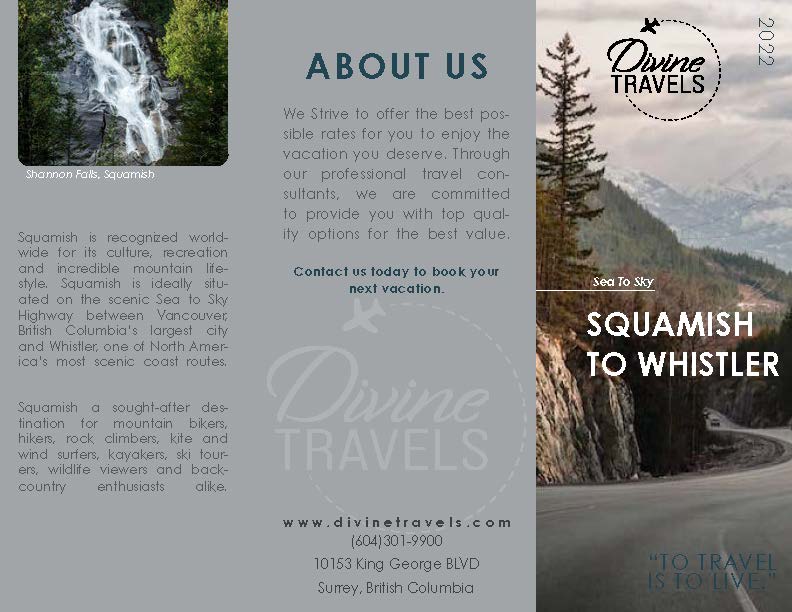 Shannon Falls, Squamish
Squamish is recognized world-
wide for its culture, recreation
and incredible mountain life-
style. Squamish is ideally situ-
ated on the scenic Sea to Sky
Highway between Vancouver,
British Columbia's largest city
and Whistler, one of North Amer-
ica's most scenic coast routes.
Squamish a sought-after des-
tination for mountain bikers,
hikers, rock climbers, kite and
wind surfers, kayakers, ski tour-
ers, wildlife viewers and back-
country enthusiasts alike.
ABOUT US
We Strive to offer the best pos-
sible rates for you to enjoy the
vacation you deserve. Through
our professional travel con-
sultants, we are committed
to provide you with top qual-
ity options for the best value.
Contact us today to book your
next vacation.
Divine
TRAVELS
www.divinetravels.com
(604)301-9900
10153 King George BLVD
Surrey, British Columbia
2022
Divine
TRAVELS
Sea To Sky
SQUAMISH
TO WHISTLER
“TO TRAVEL
IS TO LIVE.”